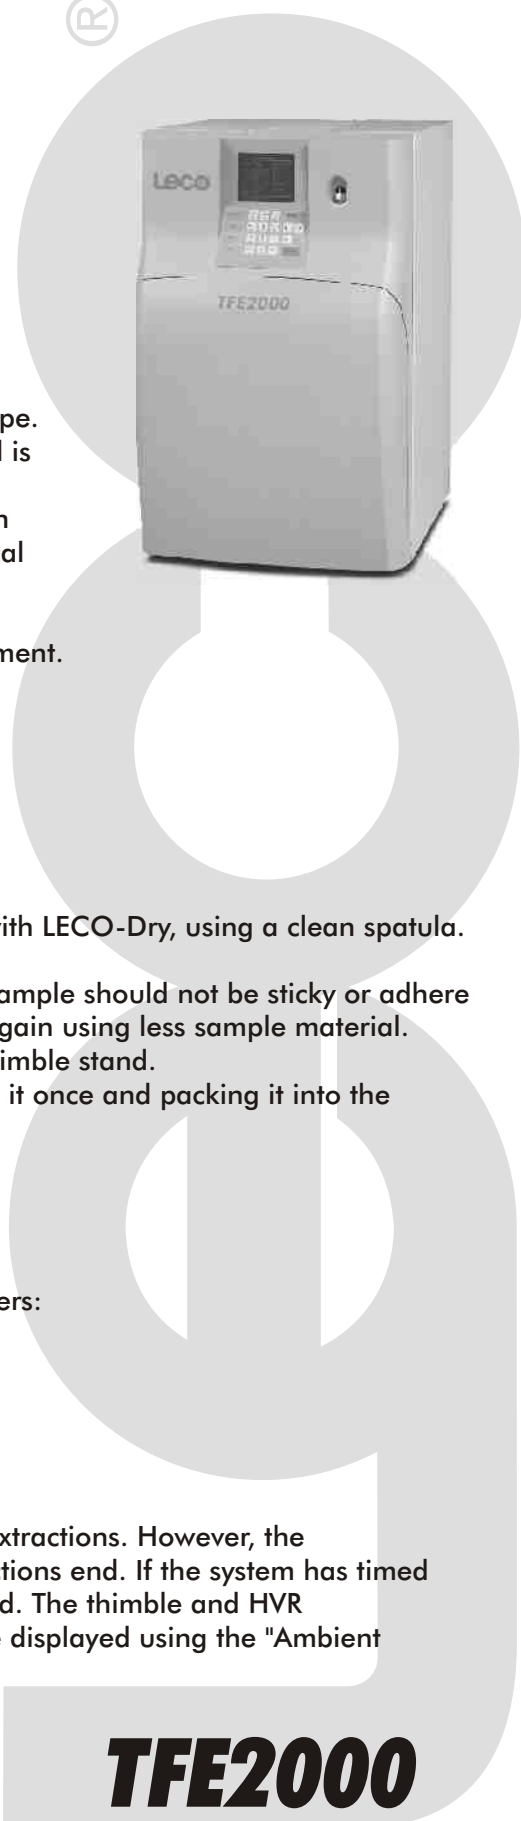 ®
LECO
TFE2000
pe.
l is
n
al
ment.
with LECO-Dry, using a clean spatula.
ample should not be sticky or adhere
gain using less sample material.
imble stand.
it once and packing it into the
ers:
xtractions. However, the
ctions end. If the system has timed
d. The thimble and HVR
e displayed using the "Ambient
TFE2000